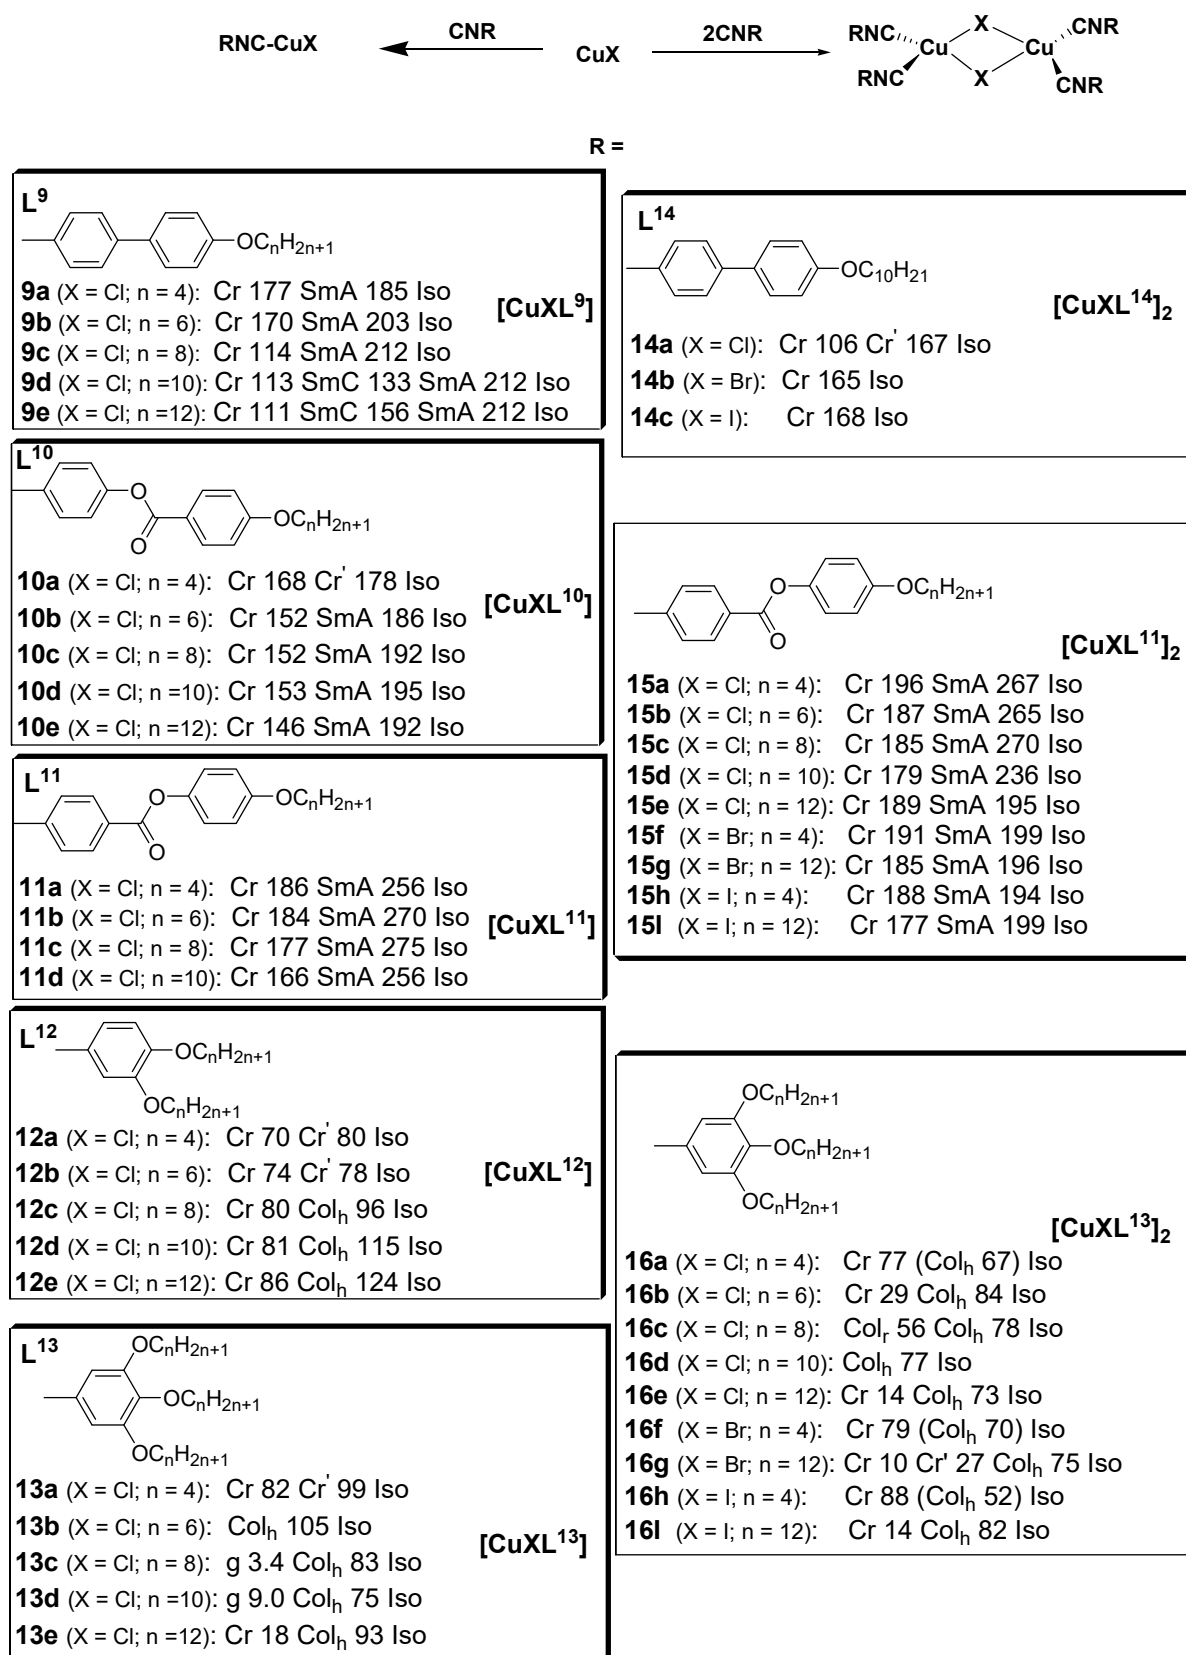 RNC-CuX CNR CuX 2CNR RNC RNC Cu X X Cu CNR CNR
R =
L⁹
OCₙH₂ₙ₊₁
9a (X = Cl; n = 4): Cr 177 SmA 185 Iso
9b (X = Cl; n = 6): Cr 170 SmA 203 Iso
9c (X = Cl; n = 8): Cr 114 SmA 212 Iso
9d (X = Cl; n =10): Cr 113 SmC 133 SmA 212 Iso
9e (X = Cl; n =12): Cr 111 SmC 156 SmA 212 Iso
[CuXL⁹]
L¹⁰
O
O
OCₙH₂ₙ₊₁
10a (X = Cl; n = 4): Cr 168 Cr' 178 Iso
10b (X = Cl; n = 6): Cr 152 SmA 186 Iso
10c (X = Cl; n = 8): Cr 152 SmA 192 Iso
10d (X = Cl; n =10): Cr 153 SmA 195 Iso
10e (X = Cl; n =12): Cr 146 SmA 192 Iso
[CuXL¹⁰]
L¹¹
O
O
OCₙH₂ₙ₊₁
11a (X = Cl; n = 4): Cr 186 SmA 256 Iso
11b (X = Cl; n = 6): Cr 184 SmA 270 Iso
11c (X = Cl; n = 8): Cr 177 SmA 275 Iso
11d (X = Cl; n =10): Cr 166 SmA 256 Iso
[CuXL¹¹]
L¹²
OCₙH₂ₙ₊₁
OCₙH₂ₙ₊₁
12a (X = Cl; n = 4): Cr 70 Cr' 80 Iso
12b (X = Cl; n = 6): Cr 74 Cr' 78 Iso
12c (X = Cl; n = 8): Cr 80 Colₕ 96 Iso
12d (X = Cl; n =10): Cr 81 Colₕ 115 Iso
12e (X = Cl; n =12): Cr 86 Colₕ 124 Iso
[CuXL¹²]
L¹³
OCₙH₂ₙ₊₁
OCₙH₂ₙ₊₁
OCₙH₂ₙ₊₁
13a (X = Cl; n = 4): Cr 82 Cr' 99 Iso
13b (X = Cl; n = 6): Colₕ 105 Iso
13c (X = Cl; n = 8): g 3.4 Colₕ 83 Iso
13d (X = Cl; n =10): g 9.0 Colₕ 75 Iso
13e (X = Cl; n =12): Cr 18 Colₕ 93 Iso
[CuXL¹³]
L¹⁴
OC₁₀H₂₁
[CuXL¹⁴]₂
14a (X = Cl): Cr 106 Cr' 167 Iso
14b (X = Br): Cr 165 Iso
14c (X = I): Cr 168 Iso
O
O
OCₙH₂ₙ₊₁
[CuXL¹¹]₂
15a (X = Cl; n = 4): Cr 196 SmA 267 Iso
15b (X = Cl; n = 6): Cr 187 SmA 265 Iso
15c (X = Cl; n = 8): Cr 185 SmA 270 Iso
15d (X = Cl; n = 10): Cr 179 SmA 236 Iso
15e (X = Cl; n = 12): Cr 189 SmA 195 Iso
15f (X = Br; n = 4): Cr 191 SmA 199 Iso
15g (X = Br; n = 12): Cr 185 SmA 196 Iso
15h (X = I; n = 4): Cr 188 SmA 194 Iso
15I (X = I; n = 12): Cr 177 SmA 199 Iso
OCₙH₂ₙ₊₁
OCₙH₂ₙ₊₁
OCₙH₂ₙ₊₁
[CuXL¹³]₂
16a (X = Cl; n = 4): Cr 77 (Colₕ 67) Iso
16b (X = Cl; n = 6): Cr 29 Colₕ 84 Iso
16c (X = Cl; n = 8): Colᵣ 56 Colₕ 78 Iso
16d (X = Cl; n = 10): Colₕ 77 Iso
16e (X = Cl; n = 12): Cr 14 Colₕ 73 Iso
16f (X = Br; n = 4): Cr 79 (Colₕ 70) Iso
16g (X = Br; n = 12): Cr 10 Cr' 27 Colₕ 75 Iso
16h (X = I; n = 4): Cr 88 (Colₕ 52) Iso
16I (X = I; n = 12): Cr 14 Colₕ 82 Iso